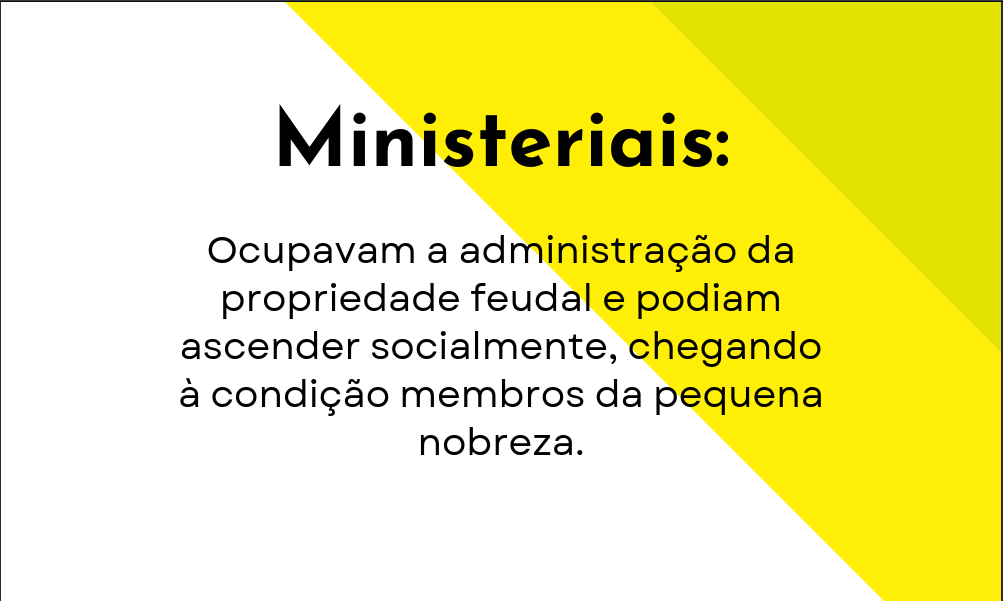 Ministeriais:
Ocupavam a administração da
propriedade feudal e podiam
ascender socialmente, chegando
à condição membros da pequena
nobreza.